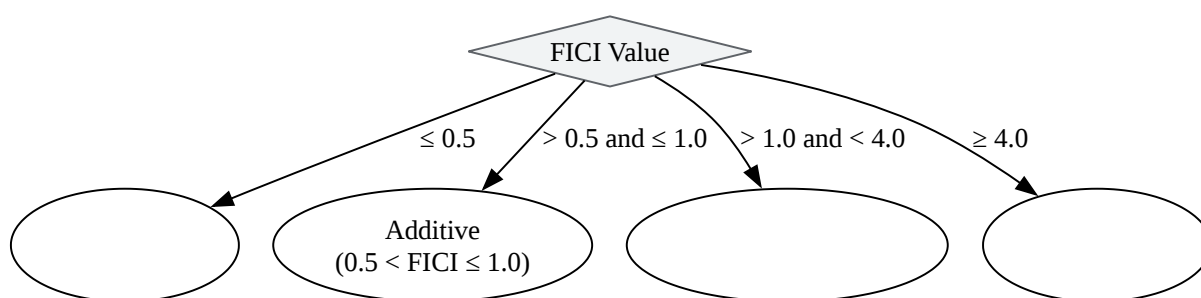 FICI Value
≤ 0.5
> 0.5 and ≤ 1.0
> 1.0 and < 4.0
≥ 4.0
Additive
(0.5 < FICI ≤ 1.0)